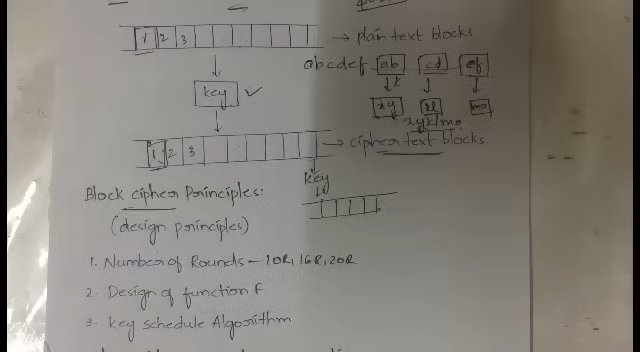 1 2 3 → plain text blocks
abcdef ab cd ef
k
key ✓
xy kl mo
xyklmo
1 2 3 → cipher text blocks
key
Block cipher Principles:
(design principles)
1. Number of Rounds - 10R, 16R, 20R
2. Design of function F
3. Key schedule Algorithm